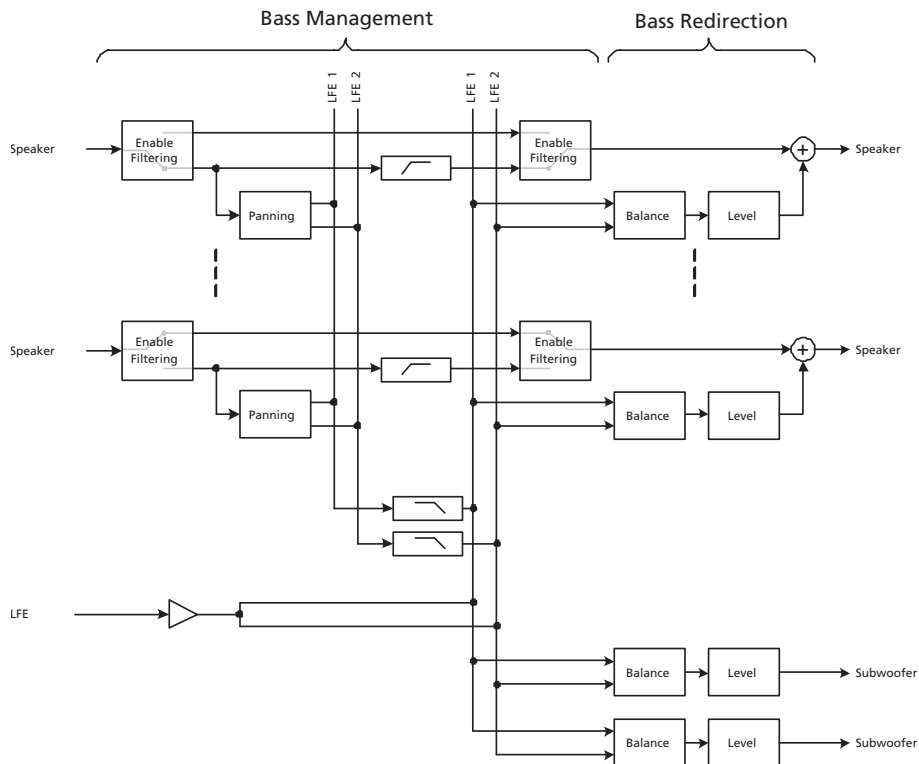 Bass Management
Bass Redirection
LFE 1
LFE 2
LFE 1
LFE 2
Speaker
Enable
Filtering
Enable
Filtering
+
Speaker
Panning
Balance
Level
Speaker
Enable
Filtering
Enable
Filtering
+
Speaker
Panning
Balance
Level
LFE
Balance
Level
Subwoofer
Balance
Level
Subwoofer